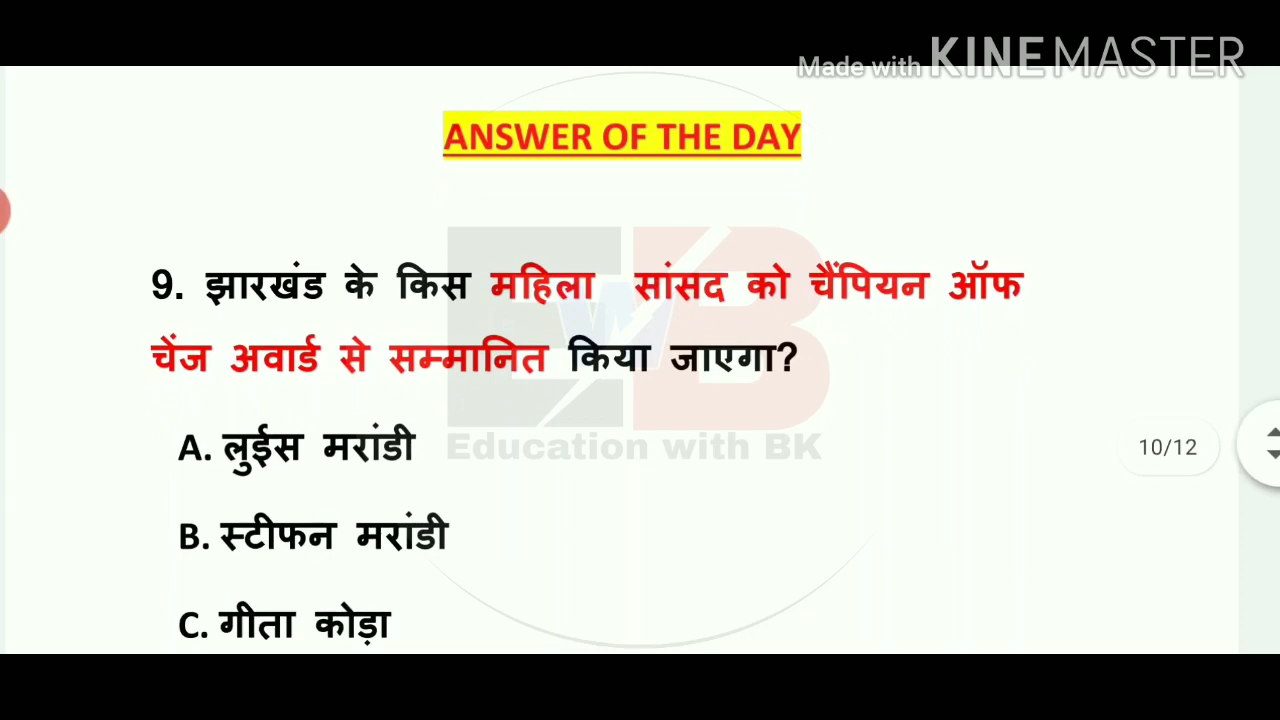 Made with KINEMASTER
ANSWER OF THE DAY
9. झारखंड के किस महिला सांसद को चैंपियन ऑफ
चेंज अवार्ड से सम्मानित किया जाएगा?
A. लुईस मरांडी
Education with BK
10/12
B. स्टीफन मरांडी
C. गीता कोड़ा